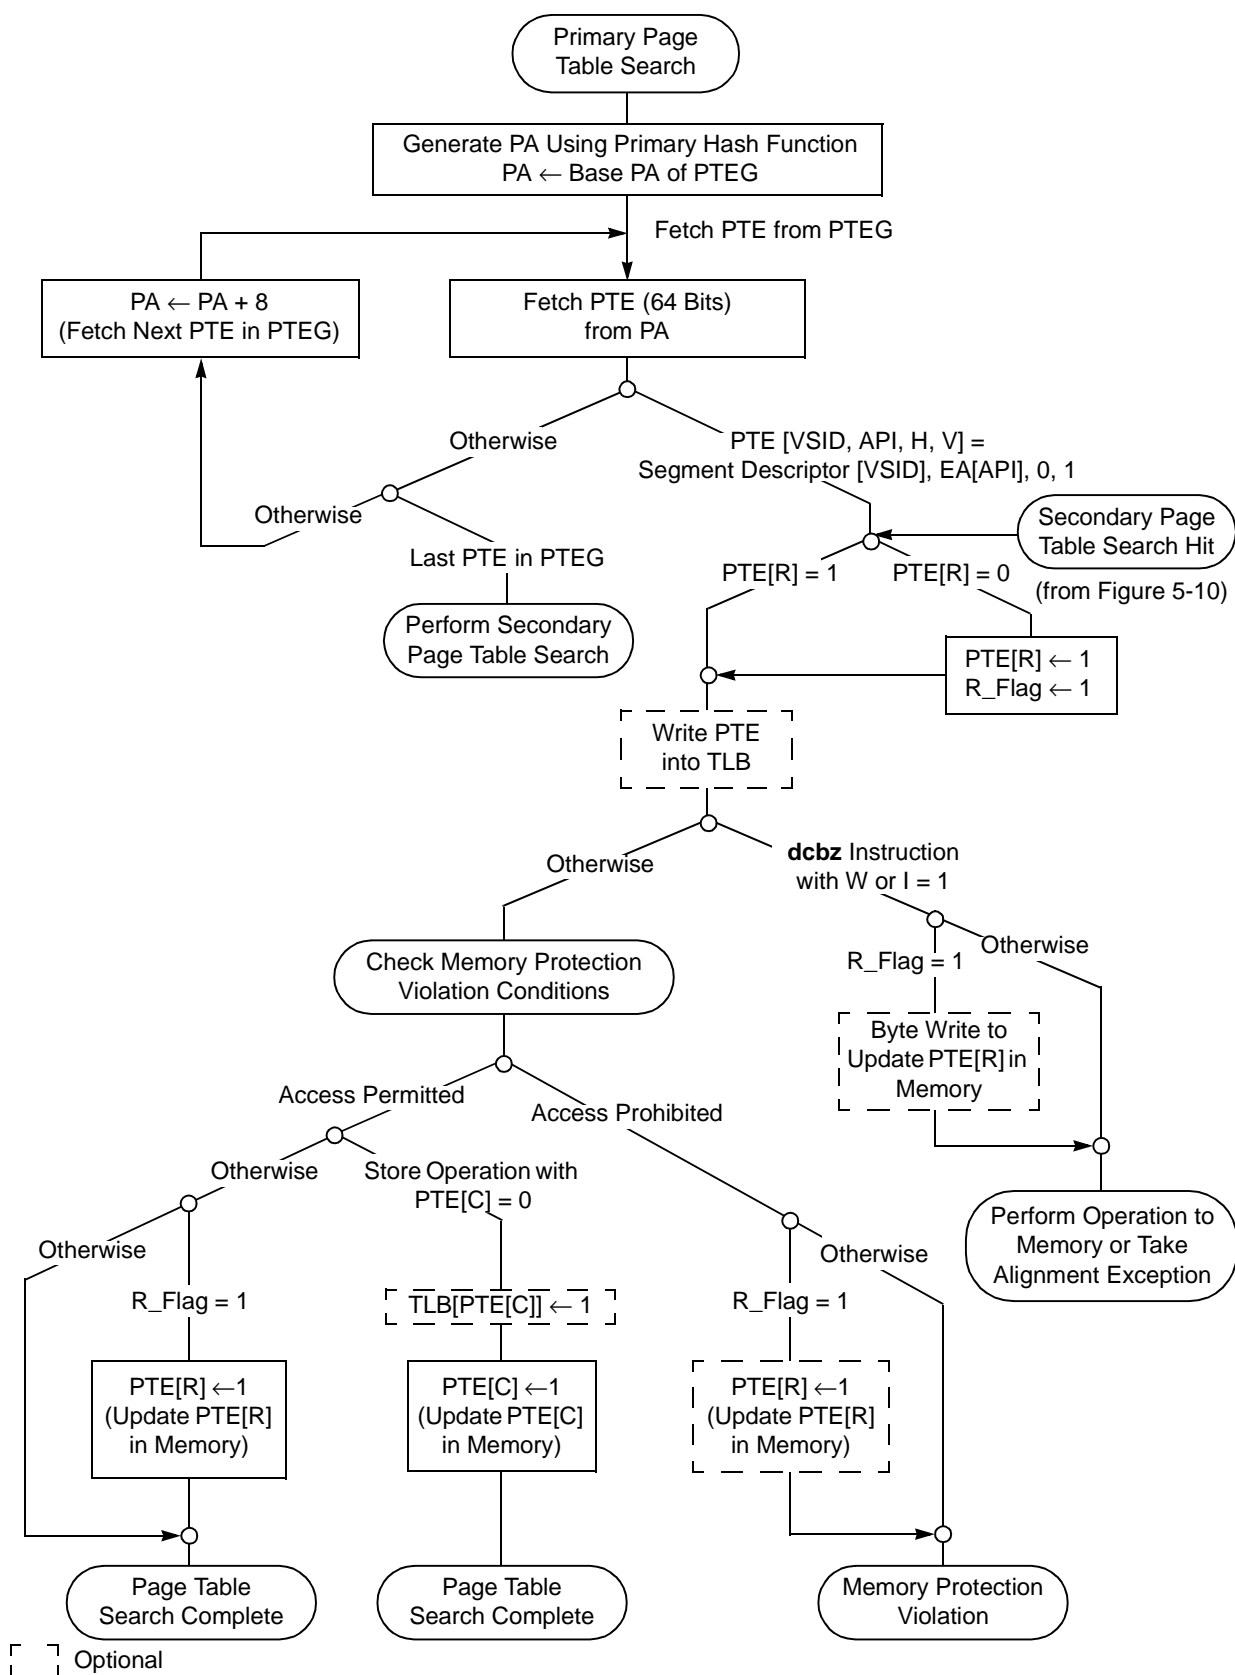 Primary Page
Table Search
Generate PA Using Primary Hash Function
PA ← Base PA of PTEG
Fetch PTE from PTEG
PA ← PA + 8
(Fetch Next PTE in PTEG)
Fetch PTE (64 Bits)
from PA
Otherwise
PTE [VSID, API, H, V] =
Segment Descriptor [VSID], EA[API], 0, 1
Otherwise
Last PTE in PTEG
Perform Secondary
Page Table Search
Secondary Page
Table Search Hit
(from Figure 5-10)
PTE[R] = 1
PTE[R] = 0
PTE[R] ← 1
R_Flag ← 1
Write PTE
into TLB
Otherwise
dcbz Instruction
with W or I = 1
R_Flag = 1
Otherwise
Byte Write to
Update PTE[R] in
Memory
Perform Operation to
Memory or Take
Alignment Exception
Check Memory Protection
Violation Conditions
Access Permitted
Access Prohibited
Otherwise
Store Operation with
PTE[C] = 0
Otherwise
R_Flag = 1
TLB[PTE[C]] ← 1
R_Flag = 1
Otherwise
PTE[R] ←1
(Update PTE[R]
in Memory)
PTE[C] ←1
(Update PTE[C]
in Memory)
PTE[R] ←1
(Update PTE[R]
in Memory)
Page Table
Search Complete
Page Table
Search Complete
Memory Protection
Violation
Optional